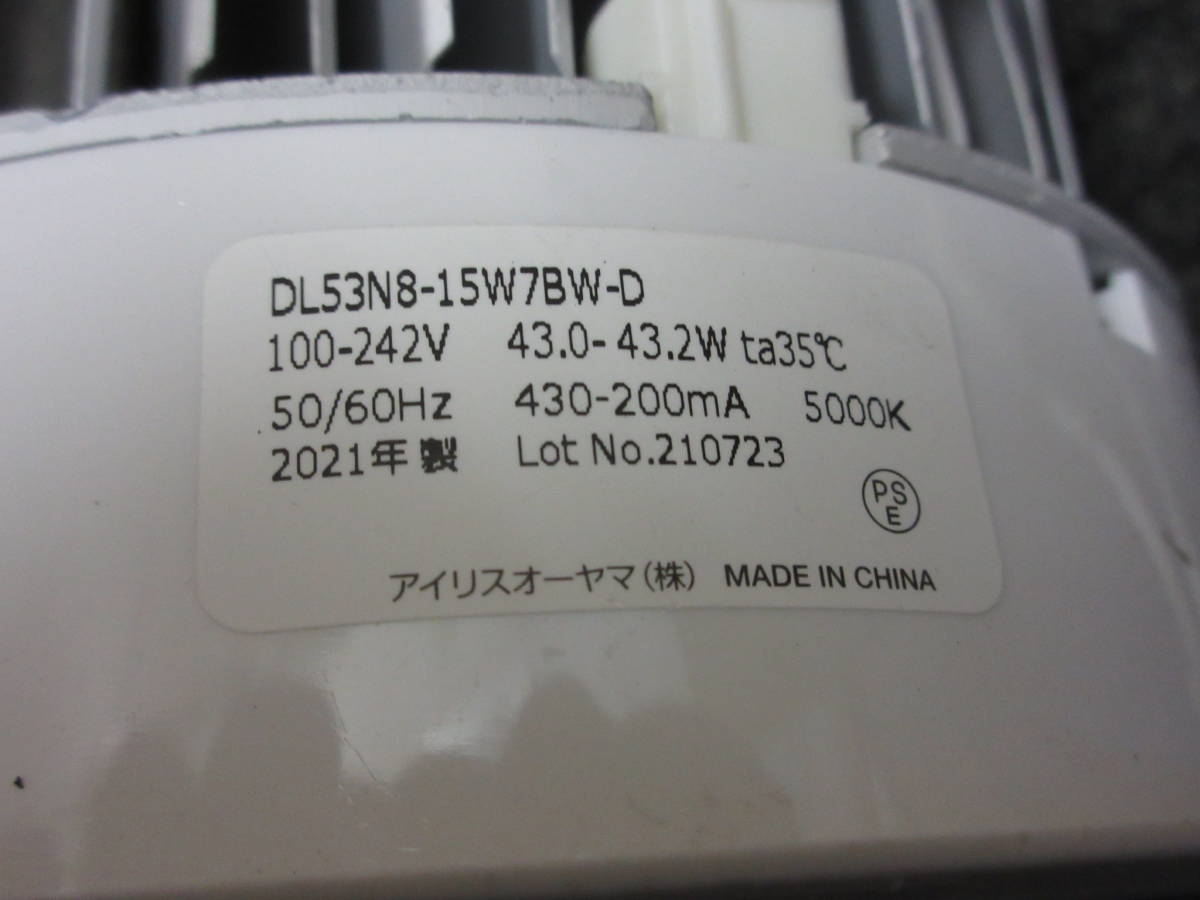 DL53N8-15W7BW-D
100-242V 43.0-43.2W ta35℃
50/60Hz 430-200mA 5000K
2021年製 Lot No.210723
PS
E
アイリスオーヤマ(株) MADE IN CHINA